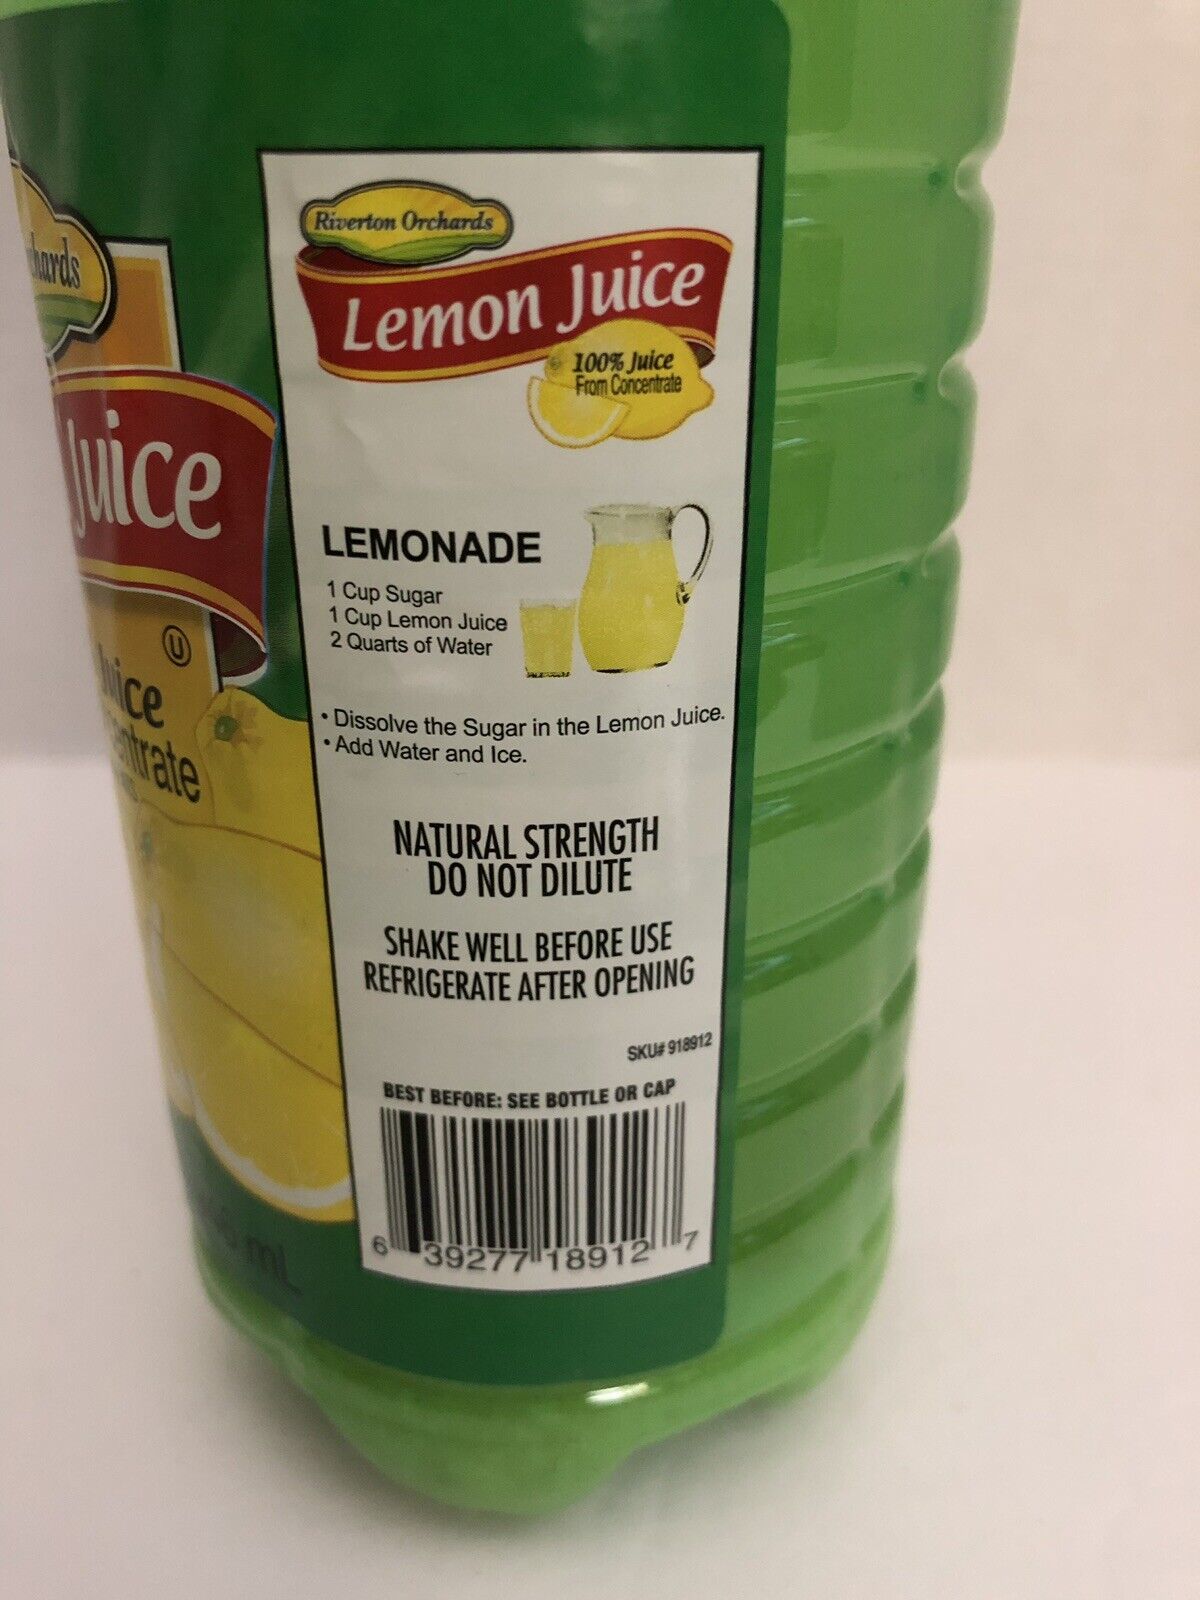 chards
Juice
U
Juice
ntrate
mL
Riverton Orchards
Lemon Juice
100% Juice
From Concentrate
LEMONADE
1 Cup Sugar
1 Cup Lemon Juice
2 Quarts of Water
• Dissolve the Sugar in the Lemon Juice.
• Add Water and Ice.
NATURAL STRENGTH
DO NOT DILUTE
SHAKE WELL BEFORE USE
REFRIGERATE AFTER OPENING
SKU# 918912
BEST BEFORE: SEE BOTTLE OR CAP
6 39277 18912 7